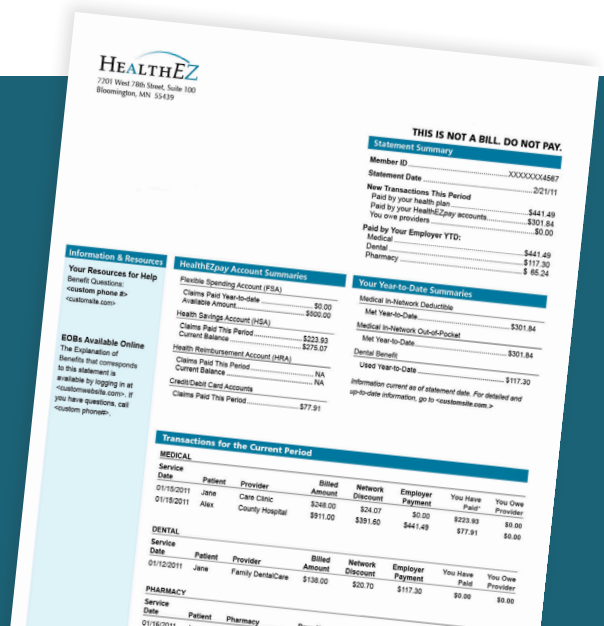 HEALTHEZ
7201 West 78th Street, Suite 100
Bloomington, MN 55439
THIS IS NOT A BILL. DO NOT PAY.
Statement Summary
Member ID XXXXXXX4567
Statement Date 2/21/11
New Transactions This Period
Paid by your health plan $441.49
Paid by your HealthEZpay accounts $301.84
You owe providers $0.00
Paid by Your Employer YTD:
Medical $441.49
Dental $117.30
Pharmacy $ 65.24
Information & Resources
Your Resources for Help
Benefit Questions:
<custom phone #>
<customsite.com>
EOBs Available Online
The Explanation of
Benefits that corresponds
to this statement is
available by logging in at
<customwebsite.com>. If
you have questions, call
<custom phone#>.
HealthEZpay Account Summaries
Flexible Spending Account (FSA)
Claims Paid Year-to-date $0.00
Available Amount $500.00
Health Savings Account (HSA)
Claims Paid This Period $223.93
Current Balance $275.07
Health Reimbursement Account (HRA)
Claims Paid This Period NA
Current Balance NA
Credit/Debit Card Accounts
Claims Paid This Period $77.91
Your Year-to-Date Summaries
Medical In-Network Deductible
Met Year-to-Date $301.84
Medical In-Network Out-of-Pocket
Met Year-to-Date $301.84
Dental Benefit
Used Year-to-Date $117.30
Information current as of statement date. For detailed and
up-to-date information, go to <customsite.com.>
Transactions for the Current Period
MEDICAL
Service Date Patient Provider Billed Amount Network Discount Employer Payment You Have Paid* You Owe Provider
01/15/2011 Jane Care Clinic $248.00 $24.07 $0.00 $223.93 $0.00
01/15/2011 Alex County Hospital $911.00 $391.60 $441.49 $77.91 $0.00
DENTAL
Service Date Patient Provider Billed Amount Network Discount Employer Payment You Have Paid You Owe Provider
01/12/2011 Jane Family DentalCare $138.00 $20.70 $117.30 $0.00 $0.00
PHARMACY
Service
Date Patient Pharmacy
01/16/2011